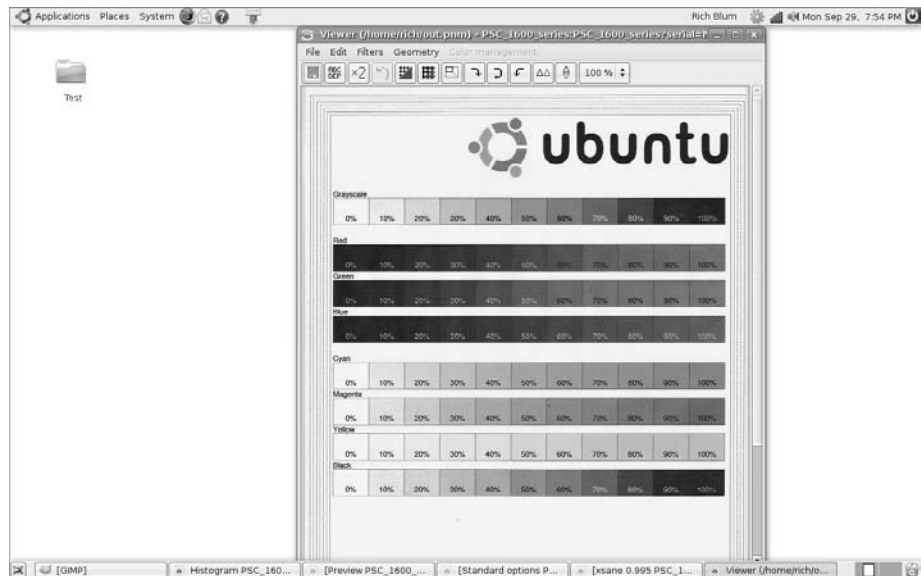 Applications Places System Rich Blum Mon Sep 29, 7:54 PM
Viewer (/home/rich/out.pnm) - PSC_1600_series:PSC_1600_series?serial=
File Edit Filters Geometry Color management
×2 100 %
Test
ubuntu
Grayscale
0% 10% 20% 30% 40% 50% 60% 70% 80% 90% 100%
Red
0% 10% 20% 30% 40% 50% 60% 70% 80% 90% 100%
Green
0% 10% 20% 30% 40% 50% 60% 70% 80% 90% 100%
Blue
0% 10% 20% 30% 40% 50% 60% 70% 80% 90% 100%
Cyan
0% 10% 20% 30% 40% 50% 60% 70% 80% 90% 100%
Magenta
0% 10% 20% 30% 40% 50% 60% 70% 80% 90% 100%
Yellow
0% 10% 20% 30% 40% 50% 60% 70% 80% 90% 100%
Black
0% 10% 20% 30% 40% 50% 60% 70% 80% 90% 100%
[GIMP] Histogram PSC_160... [Preview PSC_1600_... [Standard options P... [xsane 0.995 PSC_1... Viewer (/home/rich/o...